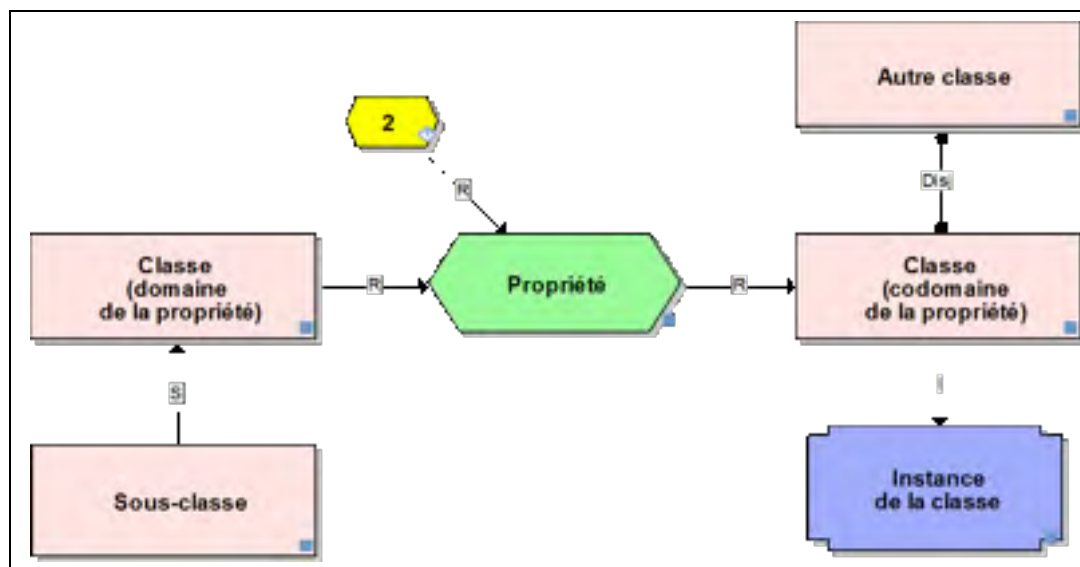 Autre classe
2
R
Disj
Classe
(domaine
de la propriété)
R
Propriété
R
Classe
(codomaine
de la propriété)
S
I
Sous-classe
Instance
de la classe